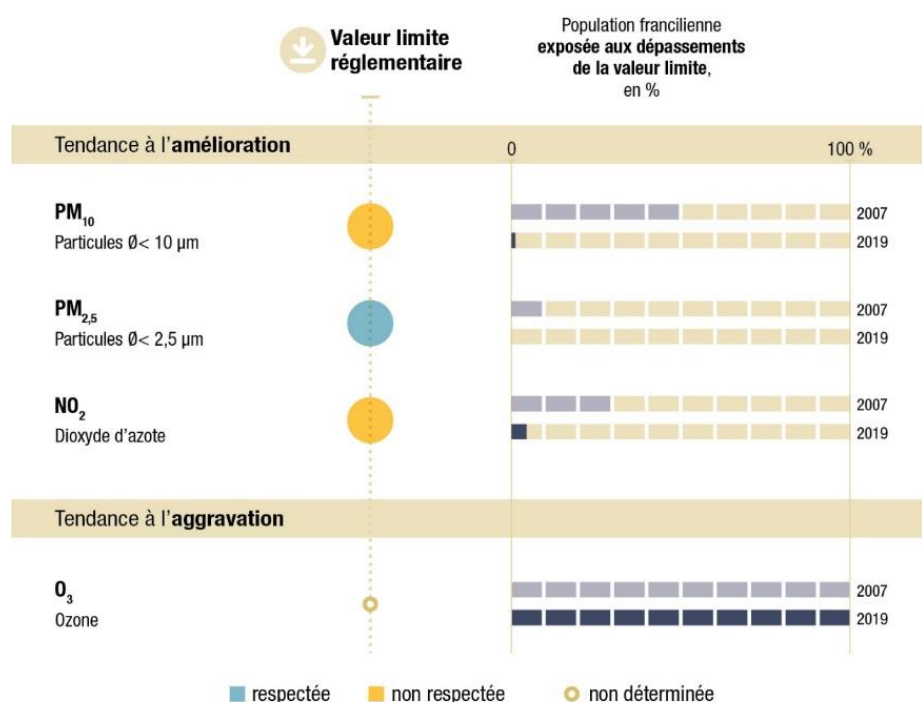 Valeur limite
réglementaire
Population francilienne
exposée aux dépassements
de la valeur limite,
en %
Tendance à l'amélioration
0
100 %
PM10
Particules Ø< 10 µm
2007
2019
PM2,5
Particules Ø< 2,5 µm
2007
2019
NO2
Dioxyde d'azote
2007
2019
Tendance à l'aggravation
O3
Ozone
2007
2019
respectée
non respectée
non déterminée